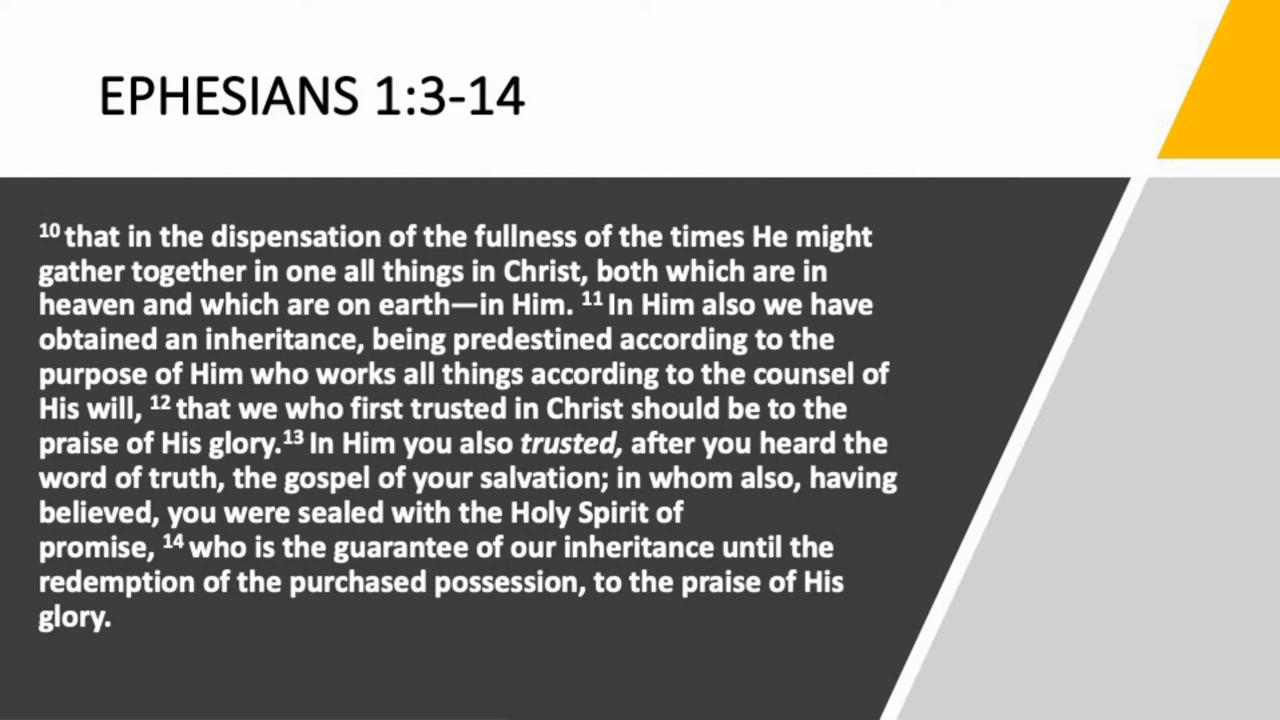 EPHESIANS 1:3-14
10 that in the dispensation of the fullness of the times He might
gather together in one all things in Christ, both which are in
heaven and which are on earth—in Him. 11 In Him also we have
obtained an inheritance, being predestined according to the
purpose of Him who works all things according to the counsel of
His will, 12 that we who first trusted in Christ should be to the
praise of His glory.13 In Him you also trusted, after you heard the
word of truth, the gospel of your salvation; in whom also, having
believed, you were sealed with the Holy Spirit of
promise, 14 who is the guarantee of our inheritance until the
redemption of the purchased possession, to the praise of His
glory.